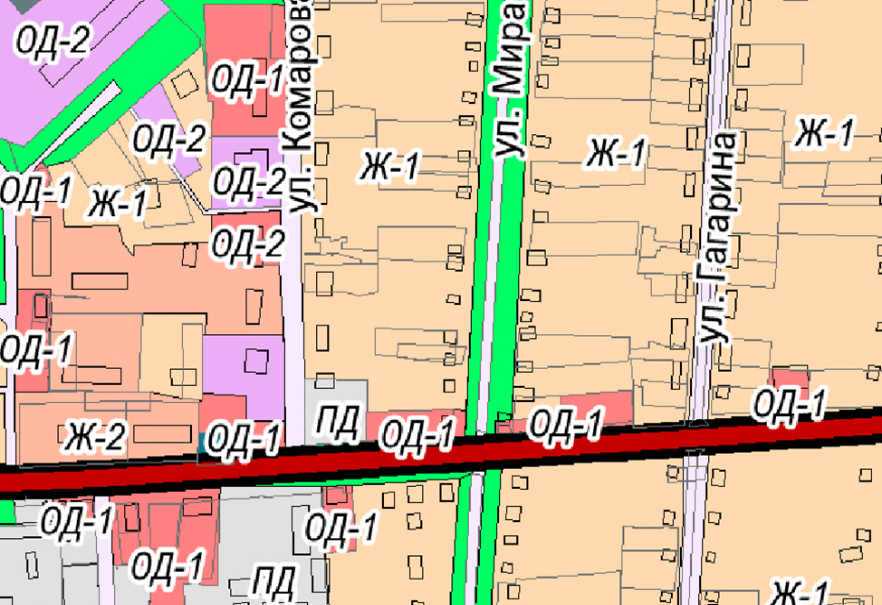 ОД-2
ОД-1
ул. Комарова
ул. Мира
ОД-2
Ж-1
Ж-1
Ж-1
ОД-1
Ж-1
ОД-2
ОД-2
ул. Гагарина
ОД-1
Ж-2
ОД-1
ПД
ОД-1
ОД-1
ОД-1
ОД-1
ОД-1
ОД-1
ПД
Ж-1